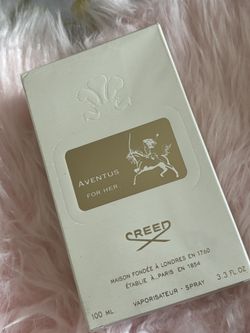 AVENTUS
FOR HER
CREED
MAISON FONDÉE À LONDRES EN 1760
ÉTABLIE À PARIS EN 1854
100 ML
3.3 FL.OZ
VAPORISATEUR - SPRAY